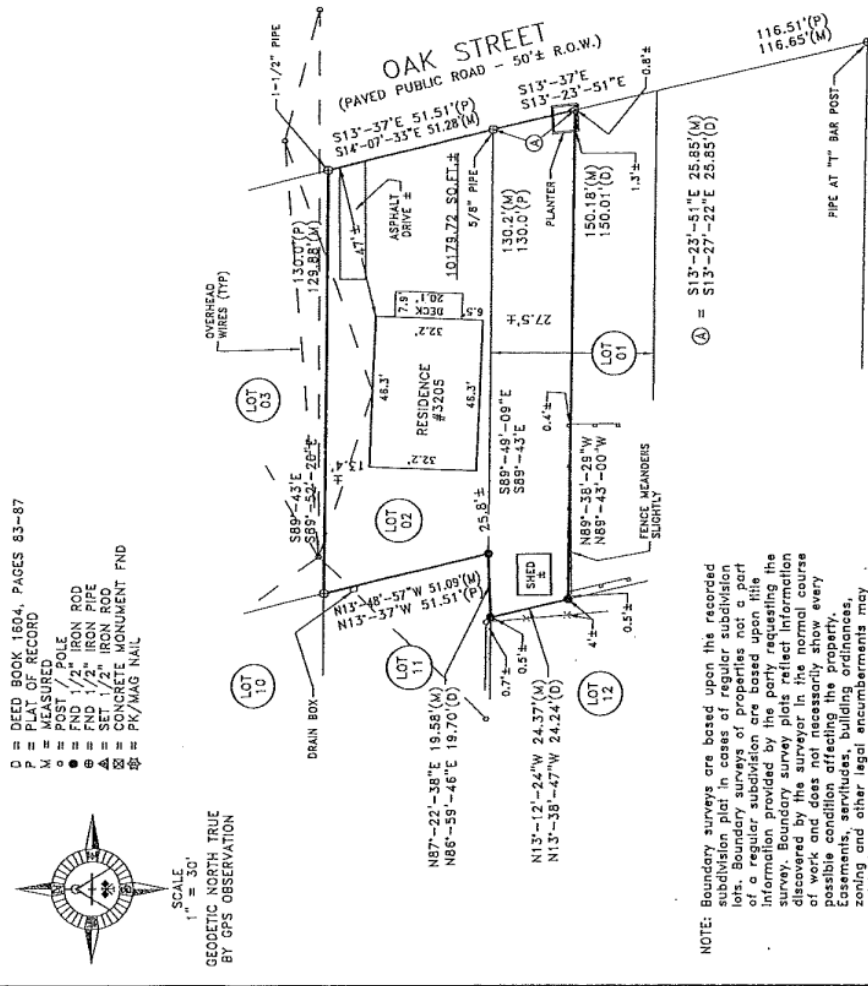 D = DEED BOOK 1604, PAGES 83-87
P = PLAT OF RECORD
M = MEASURED
= POST / POLE
= FND 1/2" IRON ROD
= FND 1/2" IRON PIPE
= SET 1/2" IRON ROD
= CONCRETE MONUMENT FND
= PK/MAG NAIL
SCALE
1" = 30'
GEODETIC NORTH TRUE
BY GPS OBSERVATION
OVERHEAD
WIRES (TYP)
1-1/2" PIPE
OAK STREET
(PAVED PUBLIC ROAD - 50'± R.O.W.)
S13°-37'E 51.51'(P)
S14°-07'-33"E 51.28'(M)
S13°-37'E
S13°-23'-51"E
116.51'(P)
116.65'(M)
LOT
03
LOT
10
DRAIN BOX
S89°-43'E
S89°-52'-20"E
130.0'(P)
129.88'(M)
13.4'
±
47'±
ASPHALT
DRIVE ±
46.3'
32.2'
RESIDENCE
#3205
32.2'
46.3'
7.9'
DECK
20.1'
6.5'
10179.72 SQ.FT.±
LOT
02
N13°-48'-57"W 51.09'(M)
N13°-37'W 51.51'(P)
LOT
11
25.8'±
5/8" PIPE
A
S89°-49'-09"E
S89°-43'E
130.2'(M)
130.0'(P)
27.5'±
PLANTER
0.8'±
1.3'±
SHED
±
0.7'±
0.5'±
4'±
0.5'±
0.4'±
LOT
01
N87°-22'-38"E 19.58'(M)
N86°-59'-46"E 19.70'(D)
N13°-12'-24"W 24.37'(M)
N13°-38'-47"W 24.24'(D)
LOT
12
N89°-38'-29"W
N89°-43'-00"W
150.18'(M)
150.01'(D)
FENCE MEANDERS
SLIGHTLY
A = S13°-23'-51"E 25.85'(M)
S13°-27'-22"E 25.85'(D)
PIPE AT "T" BAR POST
NOTE: Boundary surveys are based upon the recorded
subdivision plat in cases of regular subdivision
lots. Boundary surveys of properties not a part
of a regular subdivision are based upon title
information provided by the party requesting the
survey. Boundary survey plats reflect information
discovered by the surveyor in the normal course
of work and does not necessarily show every
possible condition affecting the property.
Easements, servitudes, building ordinances,
zoning and other legal encumberments may